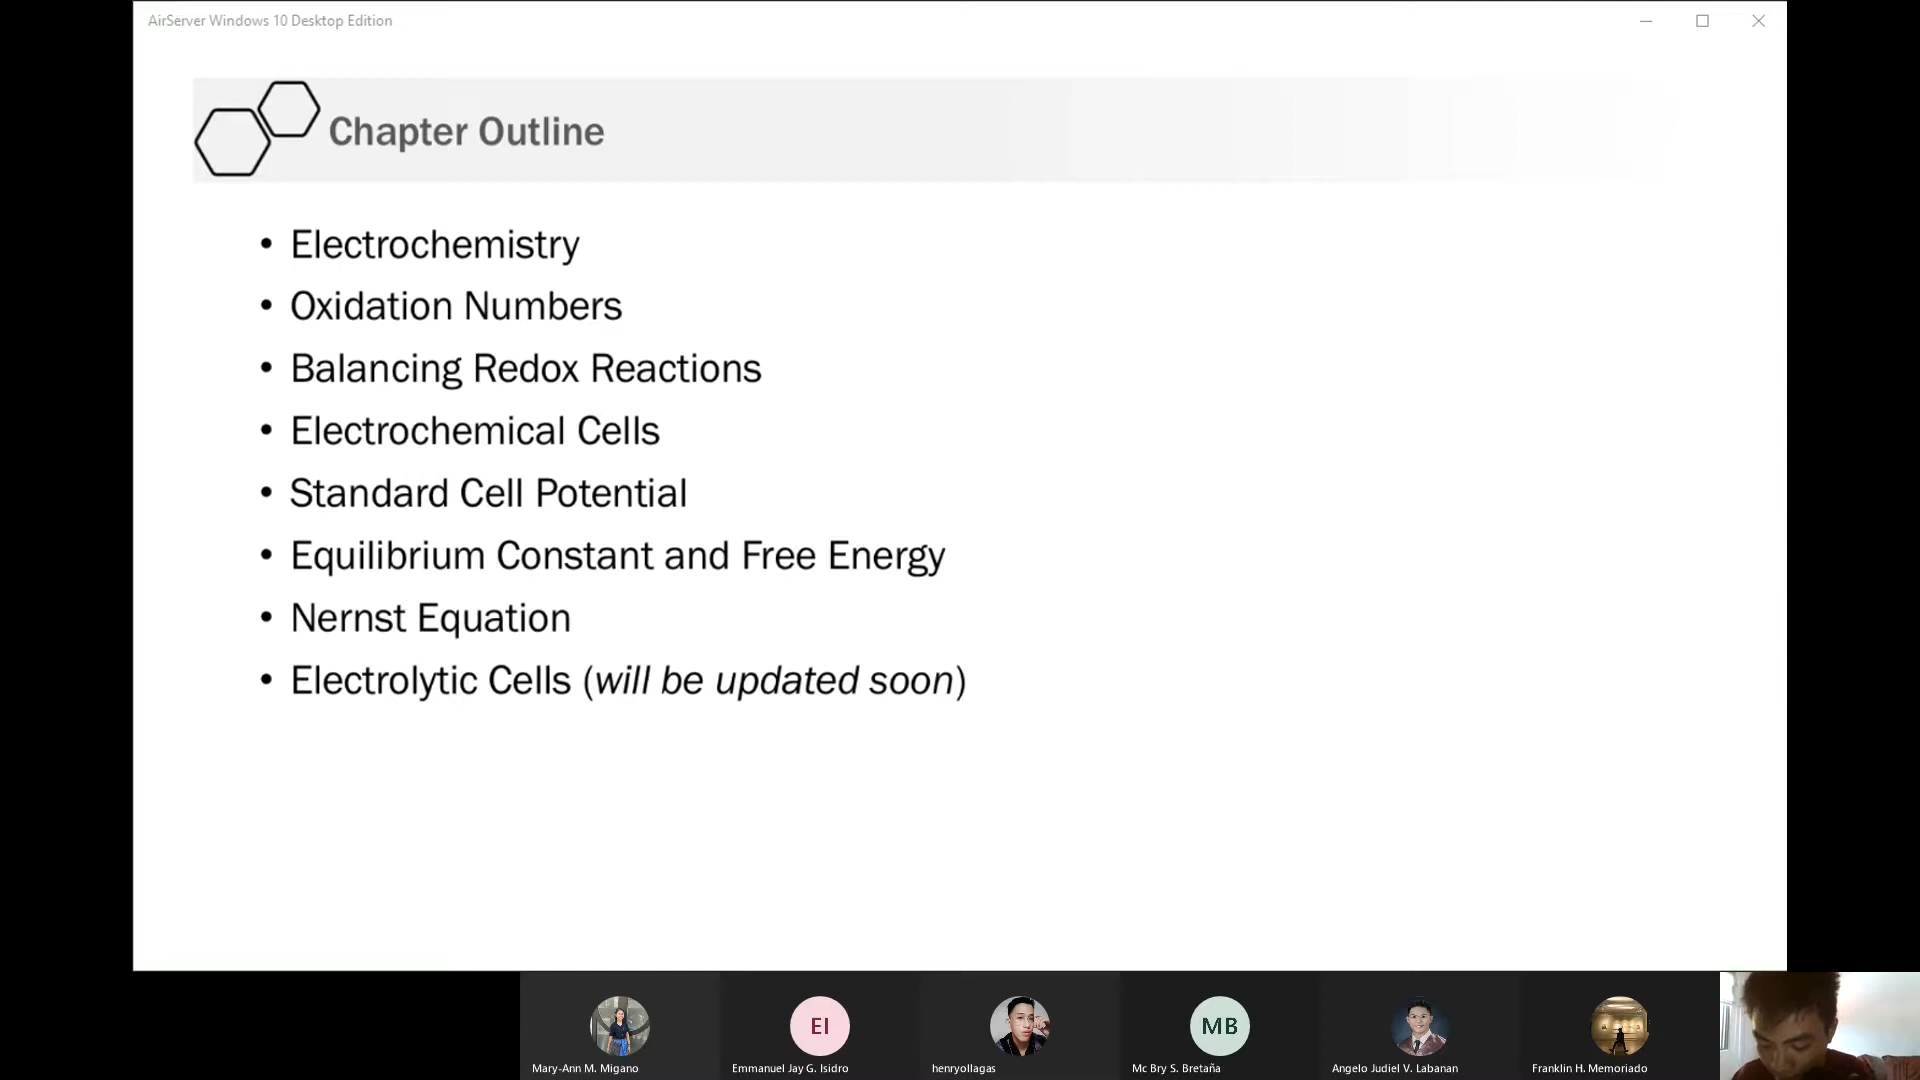 AirServer Windows 10 Desktop Edition
Chapter Outline
• Electrochemistry
• Oxidation Numbers
• Balancing Redox Reactions
• Electrochemical Cells
• Standard Cell Potential
• Equilibrium Constant and Free Energy
• Nernst Equation
• Electrolytic Cells (will be updated soon)
EI
MB
Mary-Ann M. Migano
Emmanuel Jay G. Isidro
henryollagas
Mc Bry S. Bretaña
Angelo Judiel V. Labanan
Franklin H. Memoriado